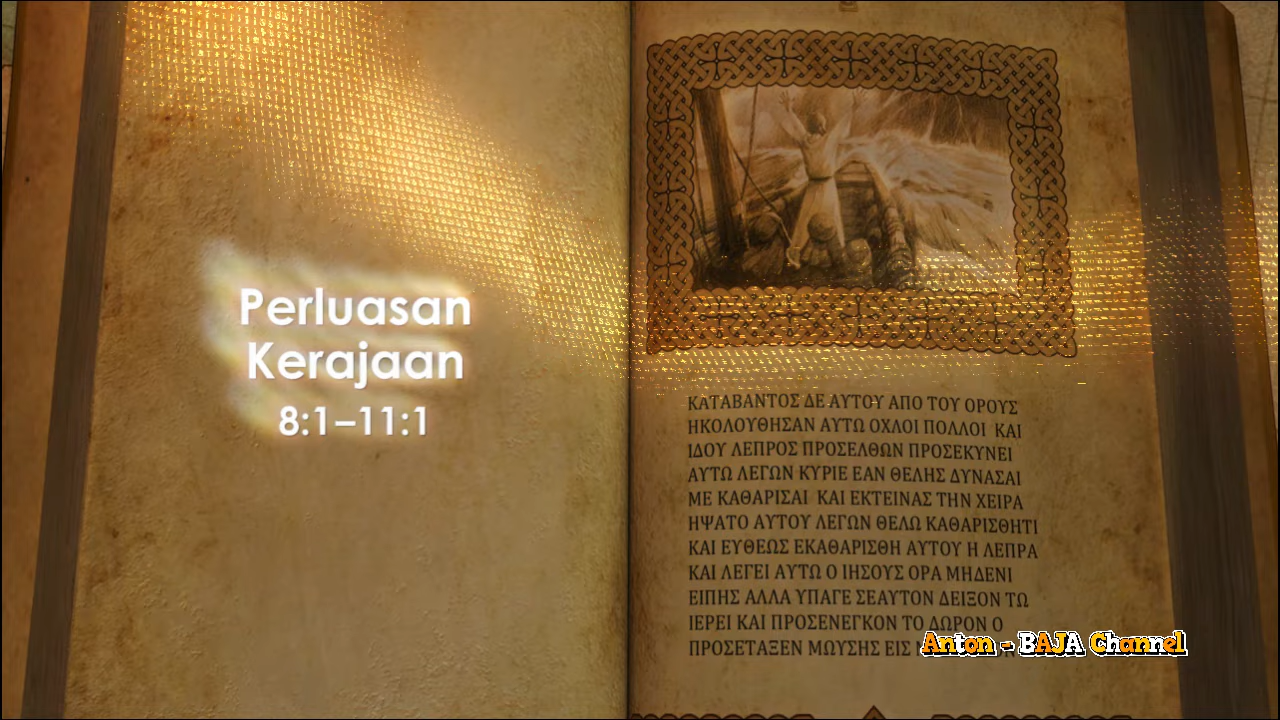 Perluasan
Kerajaan
8:1–11:1
ΚΑΤΑΒΑΝΤΟΣ ΔΕ ΑΥΤΟΥ ΑΠΟ ΤΟΥ ΟΡΟΥΣ
ΗΚΟΛΟΥΘΗΣΑΝ ΑΥΤΩ ΟΧΛΟΙ ΠΟΛΛΟΙ ΚΑΙ
ΙΔΟΥ ΛΕΠΡΟΣ ΠΡΟΣΕΛΘΩΝ ΠΡΟΣΕΚΥΝΕΙ
ΑΥΤΩ ΛΕΓΩΝ ΚΥΡΙΕ ΕΑΝ ΘΕΛΗΣ ΔΥΝΑΣΑΙ
ΜΕ ΚΑΘΑΡΙΣΑΙ ΚΑΙ ΕΚΤΕΙΝΑΣ ΤΗΝ ΧΕΙΡΑ
ΗΨΑΤΟ ΑΥΤΟΥ ΛΕΓΩΝ ΘΕΛΩ ΚΑΘΑΡΙΣΘΗΤΙ
ΚΑΙ ΕΥΘΕΩΣ ΕΚΑΘΑΡΙΣΘΗ ΑΥΤΟΥ Η ΛΕΠΡΑ
ΚΑΙ ΛΕΓΕΙ ΑΥΤΩ Ο ΙΗΣΟΥΣ ΟΡΑ ΜΗΔΕΝΙ
ΕΙΠΗΣ ΑΛΛΑ ΥΠΑΓΕ ΣΕΑΥΤΟΝ ΔΕΙΞΟΝ ΤΩ
ΙΕΡΕΙ ΚΑΙ ΠΡΟΣΕΝΕΓΚΟΝ ΤΟ ΔΩΡΟΝ Ο
ΠΡΟΣΕΤΑΞΕΝ ΜΩΥΣΗΣ ΕΙΣ
Anton - BAJA Channel